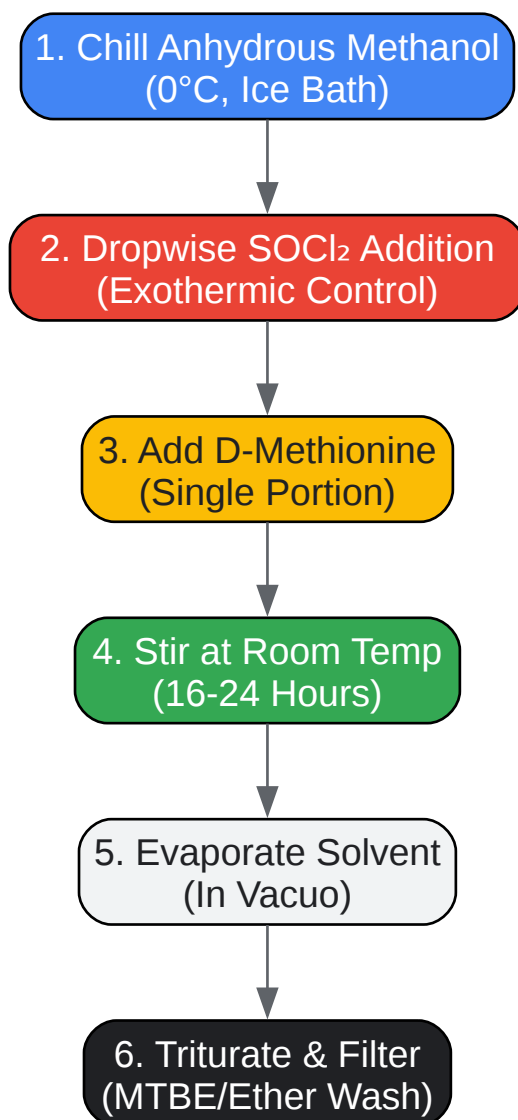 1. Chill Anhydrous Methanol
(0°C, Ice Bath)
2. Dropwise SOCl₂ Addition
(Exothermic Control)
3. Add D-Methionine
(Single Portion)
4. Stir at Room Temp
(16-24 Hours)
5. Evaporate Solvent
(In Vacuo)
6. Triturate & Filter
(MTBE/Ether Wash)